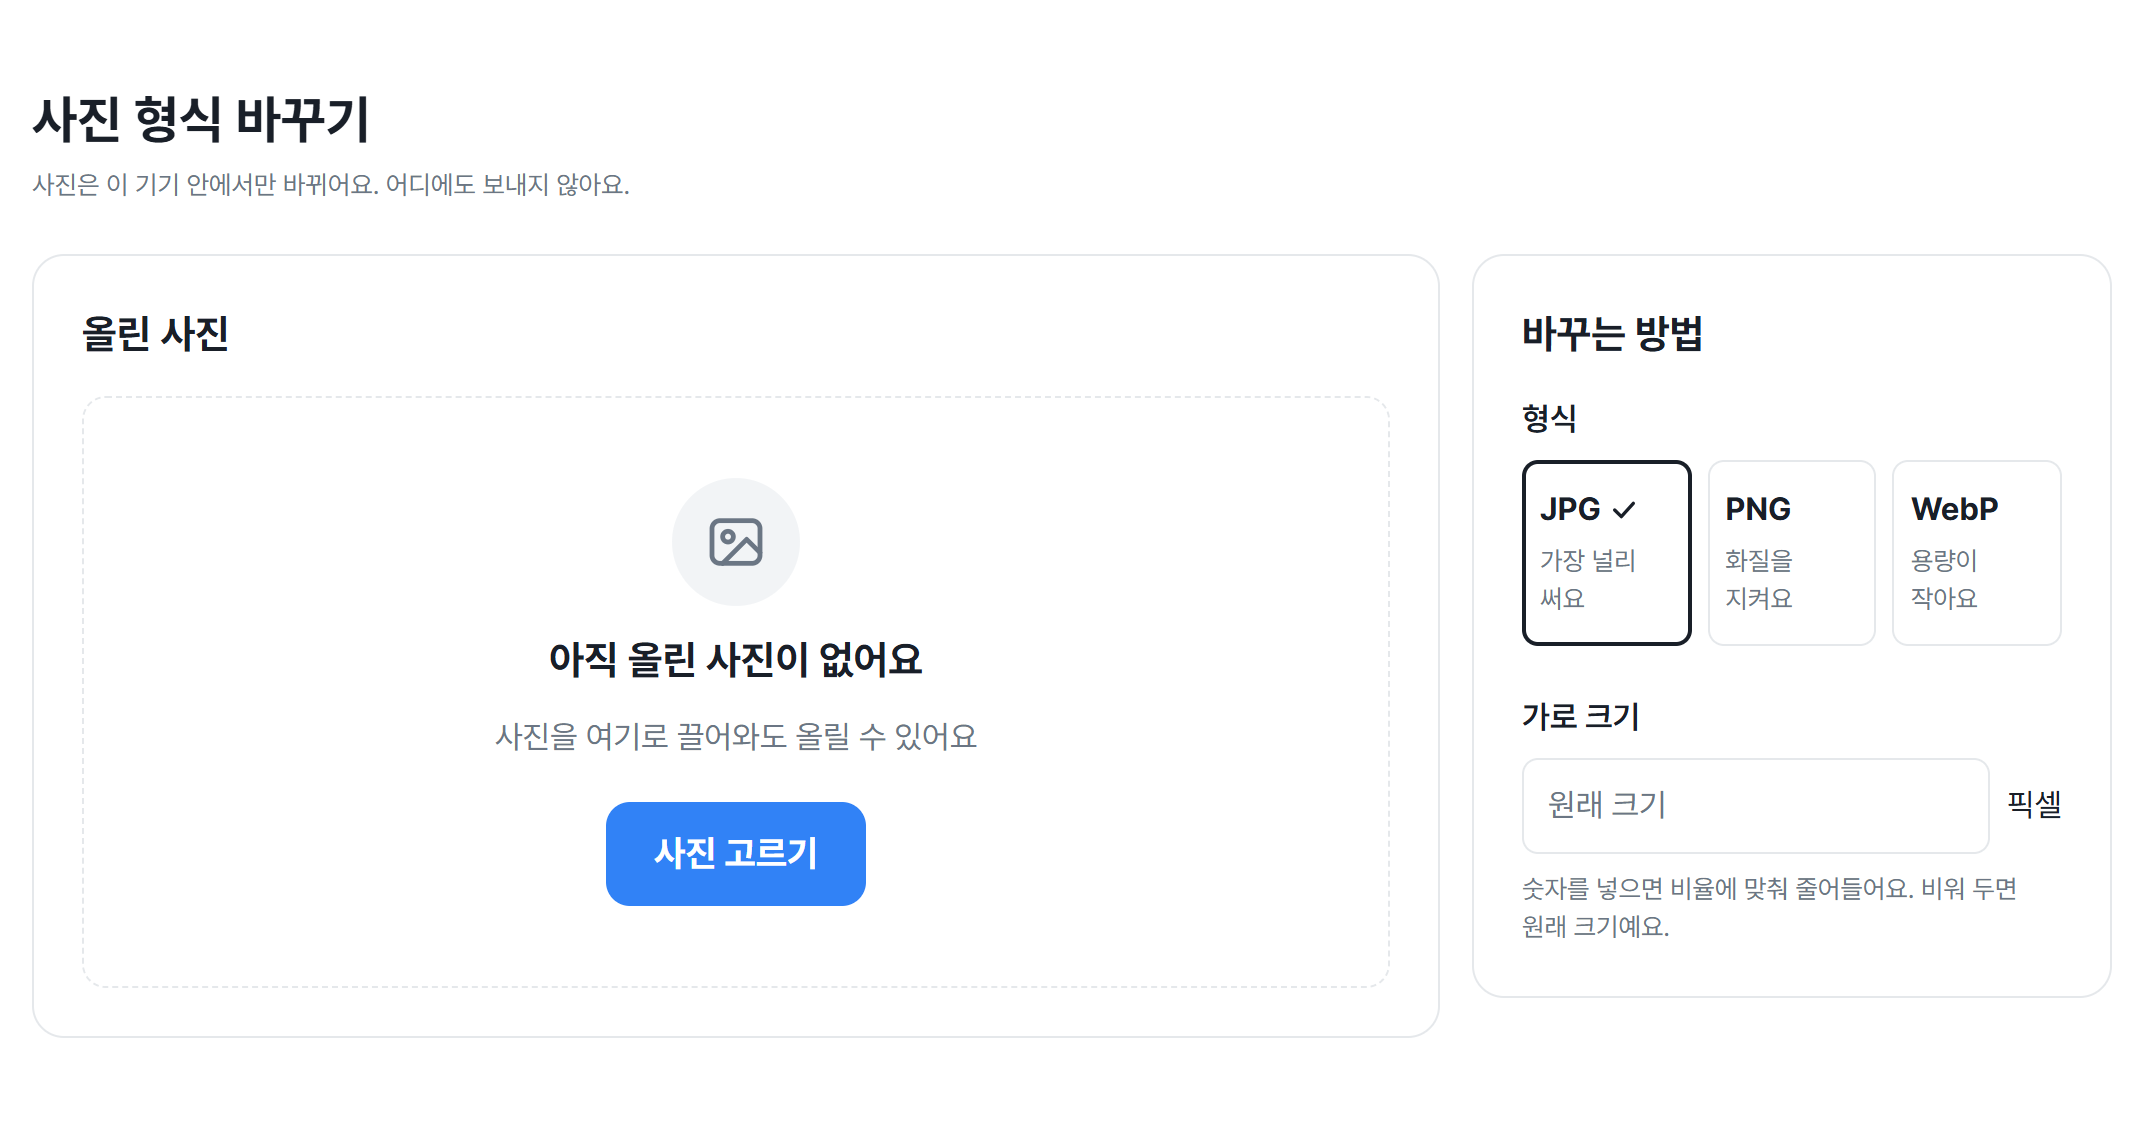 사진 형식 바꾸기
사진은 이 기기 안에서만 바뀌어요. 어디에도 보내지 않아요.
올린 사진
아직 올린 사진이 없어요
사진을 여기로 끌어와도 올릴 수 있어요
사진 고르기
바꾸는 방법
형식
JPG
가장 널리
써요
PNG
화질을
지켜요
WebP
용량이
작아요
가로 크기
원래 크기
픽셀
숫자를 넣으면 비율에 맞춰 줄어들어요. 비워 두면
원래 크기예요.